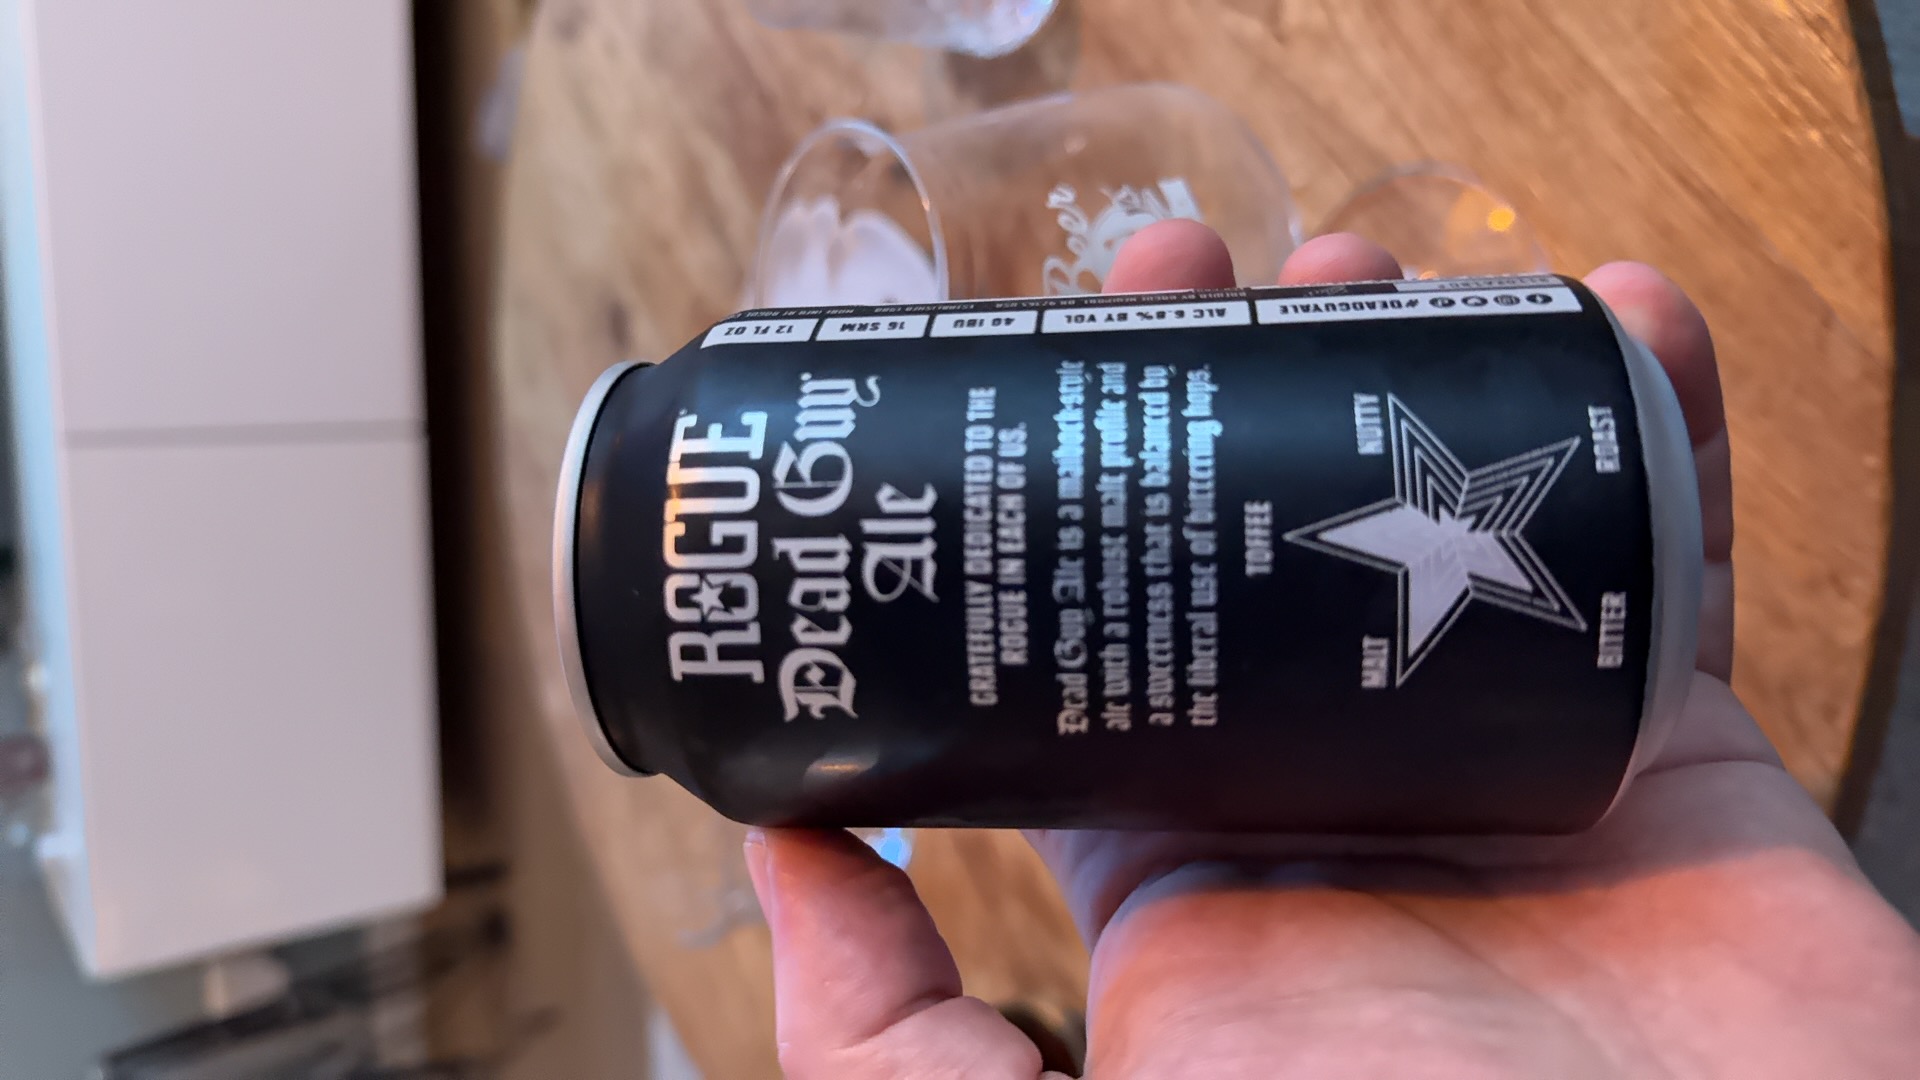 ROGUE
Dead Guy
Ale
GRATEFULLY DEDICATED TO THE
ROGUE IN EACH OF US.
Dead Guy Ale is a maibock-style
ale with a robust malt profile and
a sweetness that is balanced by
the liberal use of bittering hops.
TOFFEE
MALT
NUTTY
BITTER
ROAST
12 FL OZ
16 SRM
40 IBU
ALC 6.8% BY VOL
#DEADGUYALE
Beer